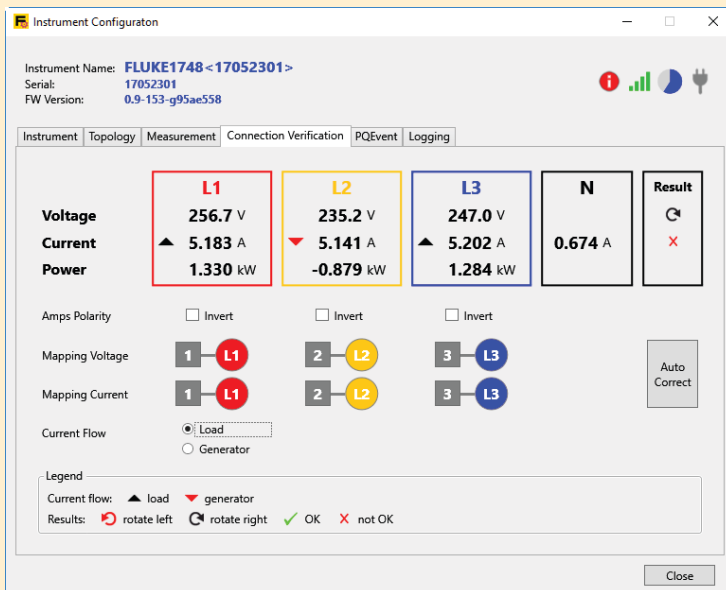 Instrument Configuraton
Instrument Name: FLUKE1748<17052301>
Serial: 17052301
FW Version: 0.9-153-g95ae558
Instrument Topology Measurement Connection Verification PQEvent Logging
L1 L2 L3 N Result
Voltage 256.7 V 235.2 V 247.0 V
Current 5.183 A 5.141 A 5.202 A 0.674 A
Power 1.330 kW -0.879 kW 1.284 kW
Amps Polarity Invert Invert Invert
Mapping Voltage 1 L1 2 L2 3 L3
Auto
Correct
Mapping Current 1 L1 2 L2 3 L3
Current Flow Load
Generator
Legend
Current flow: load generator
Results: rotate left rotate right OK not OK
Close